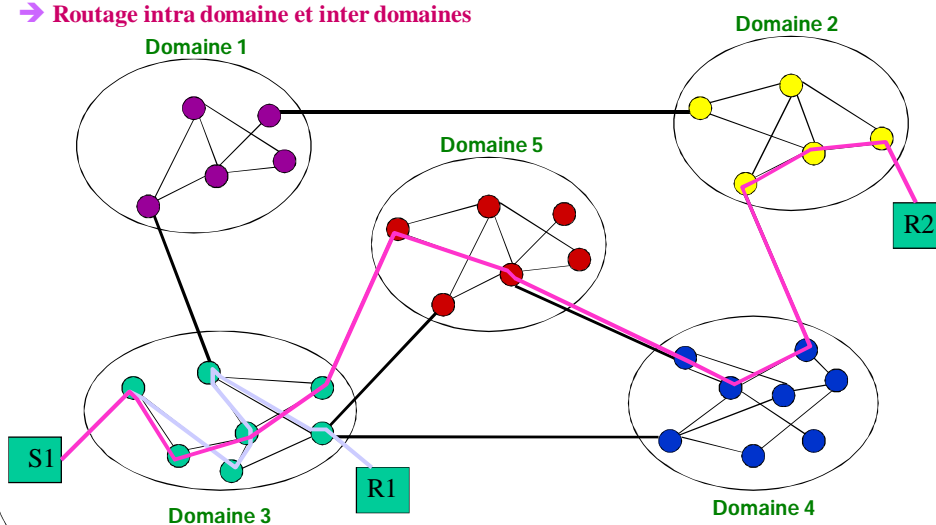 ➔ Routage intra domaine et inter domaines
Domaine 1
Domaine 2
Domaine 5
R2
S1
R1
Domaine 3
Domaine 4